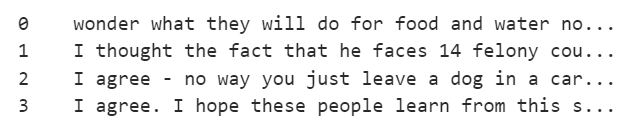 0 wonder what they will do for food and water no...
1 I thought the fact that he faces 14 felony cou...
2 I agree - no way you just leave a dog in a car...
3 I agree. I hope these people learn from this s...